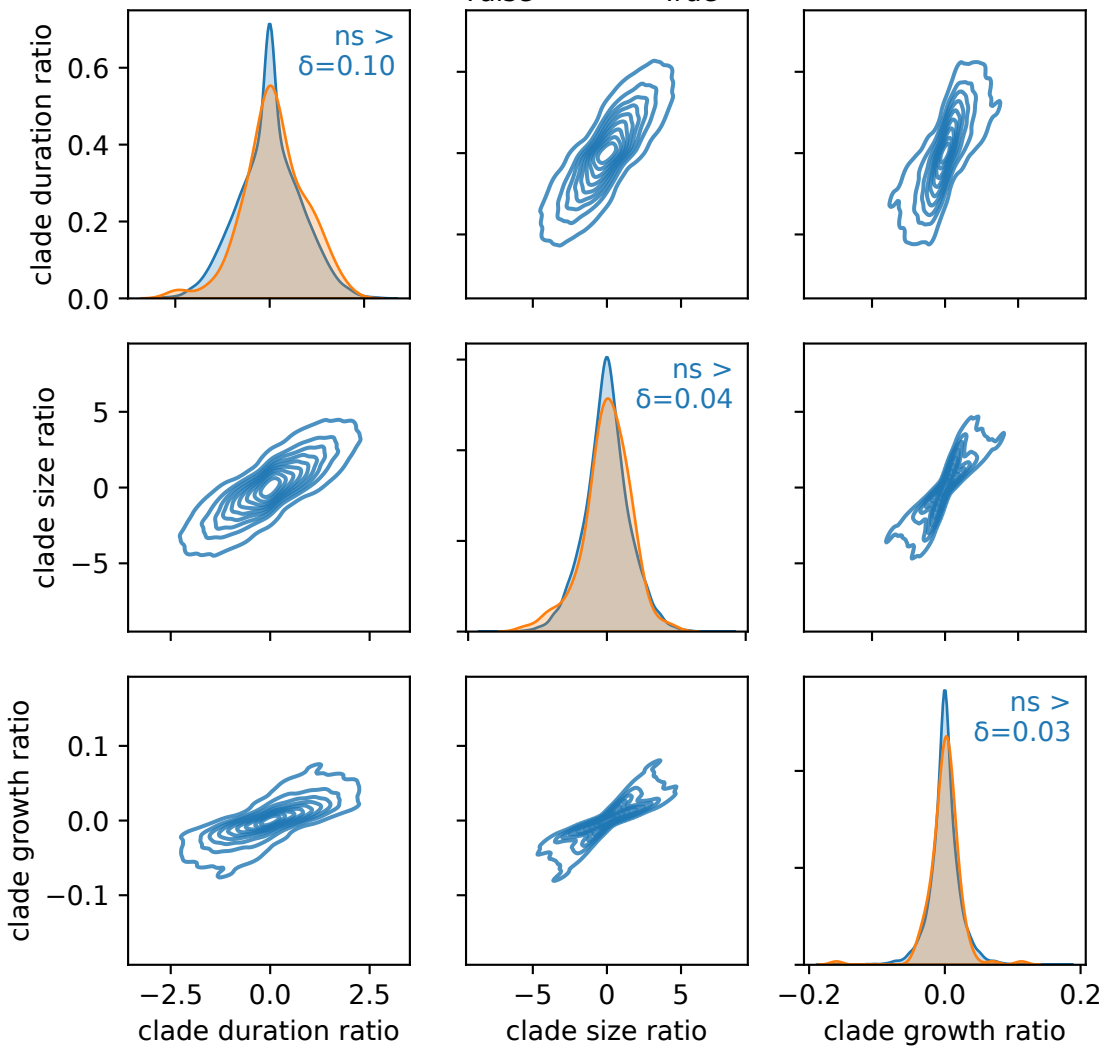 clade duration ratio
0.6
0.4
0.2
0.0
ns >
δ=0.10
clade size ratio
5
0
−5
ns >
δ=0.04
clade growth ratio
0.1
0.0
−0.1
ns >
δ=0.03
−2.5 0.0 2.5
−5 0 5
−0.2 0.0 0.2
clade duration ratio
clade size ratio
clade growth ratio